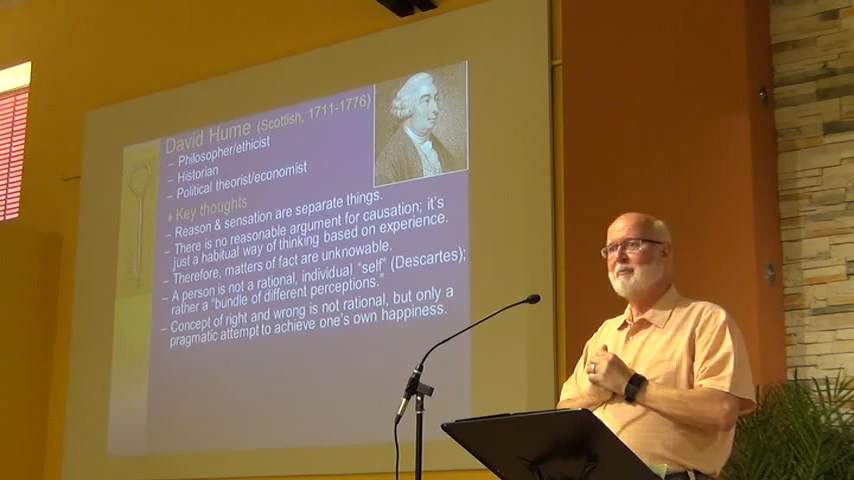 David Hume (Scottish, 1711-1776)
– Philosopher/ethicist
– Historian
– Political theorist/economist
♦ Key thoughts
– Reason & sensation are separate things.
– There is no reasonable argument for causation; it's
just a habitual way of thinking based on experience.
– Therefore, matters of fact are unknowable.
– A person is not a rational, individual "self" (Descartes);
rather a "bundle of different perceptions."
– Concept of right and wrong is not rational, but only a
pragmatic attempt to achieve one's own happiness.